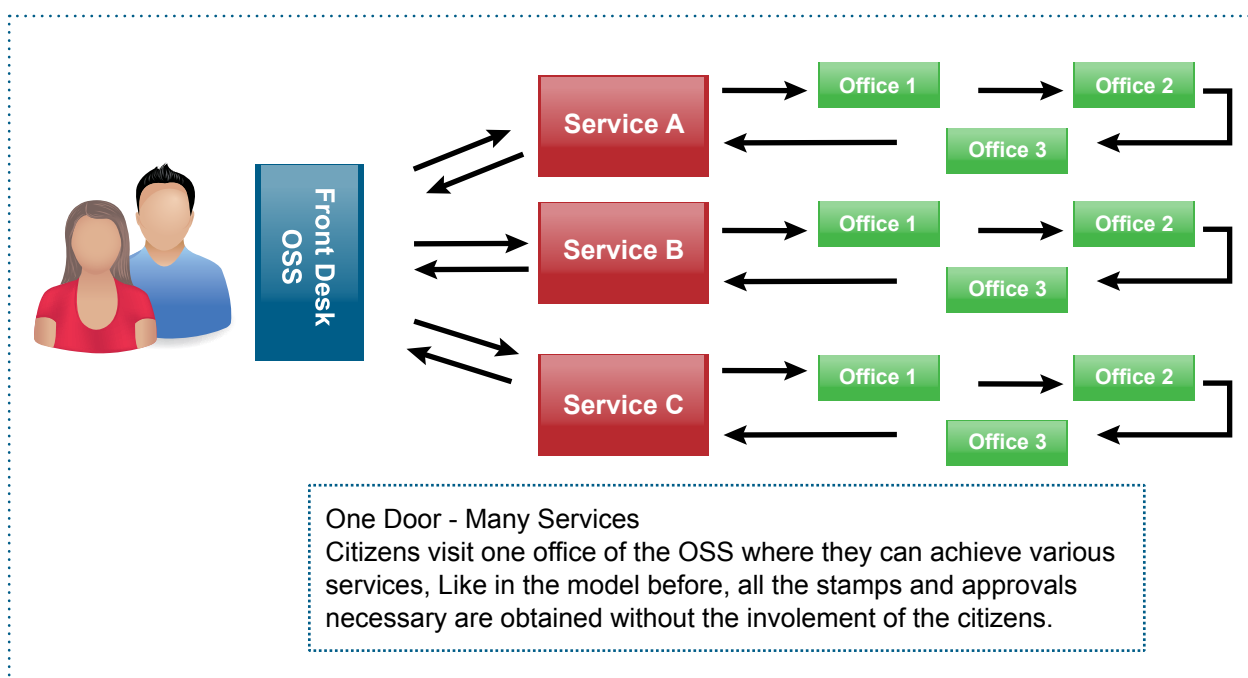 Front Desk
OSS
Service A
Office 1
Office 2
Office 3
Service B
Office 1
Office 2
Office 3
Service C
Office 1
Office 2
Office 3
One Door - Many Services
Citizens visit one office of the OSS where they can achieve various
services, Like in the model before, all the stamps and approvals
necessary are obtained without the involement of the citizens.